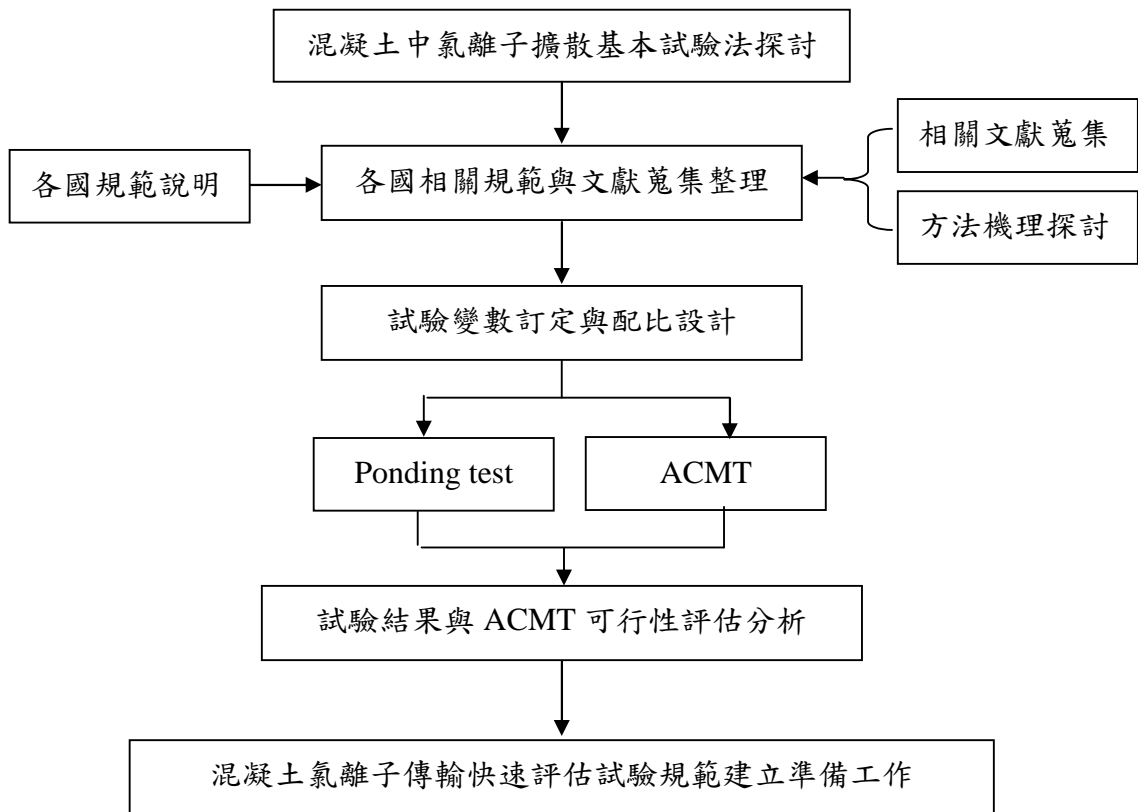 混凝土中氯離子擴散基本試驗法探討
相關文獻蒐集
各國規範說明
各國相關規範與文獻蒐集整理
方法機理探討
試驗變數訂定與配比設計
Ponding test
ACMT
試驗結果與 ACMT 可行性評估分析
混凝土氯離子傳輸快速評估試驗規範建立準備工作